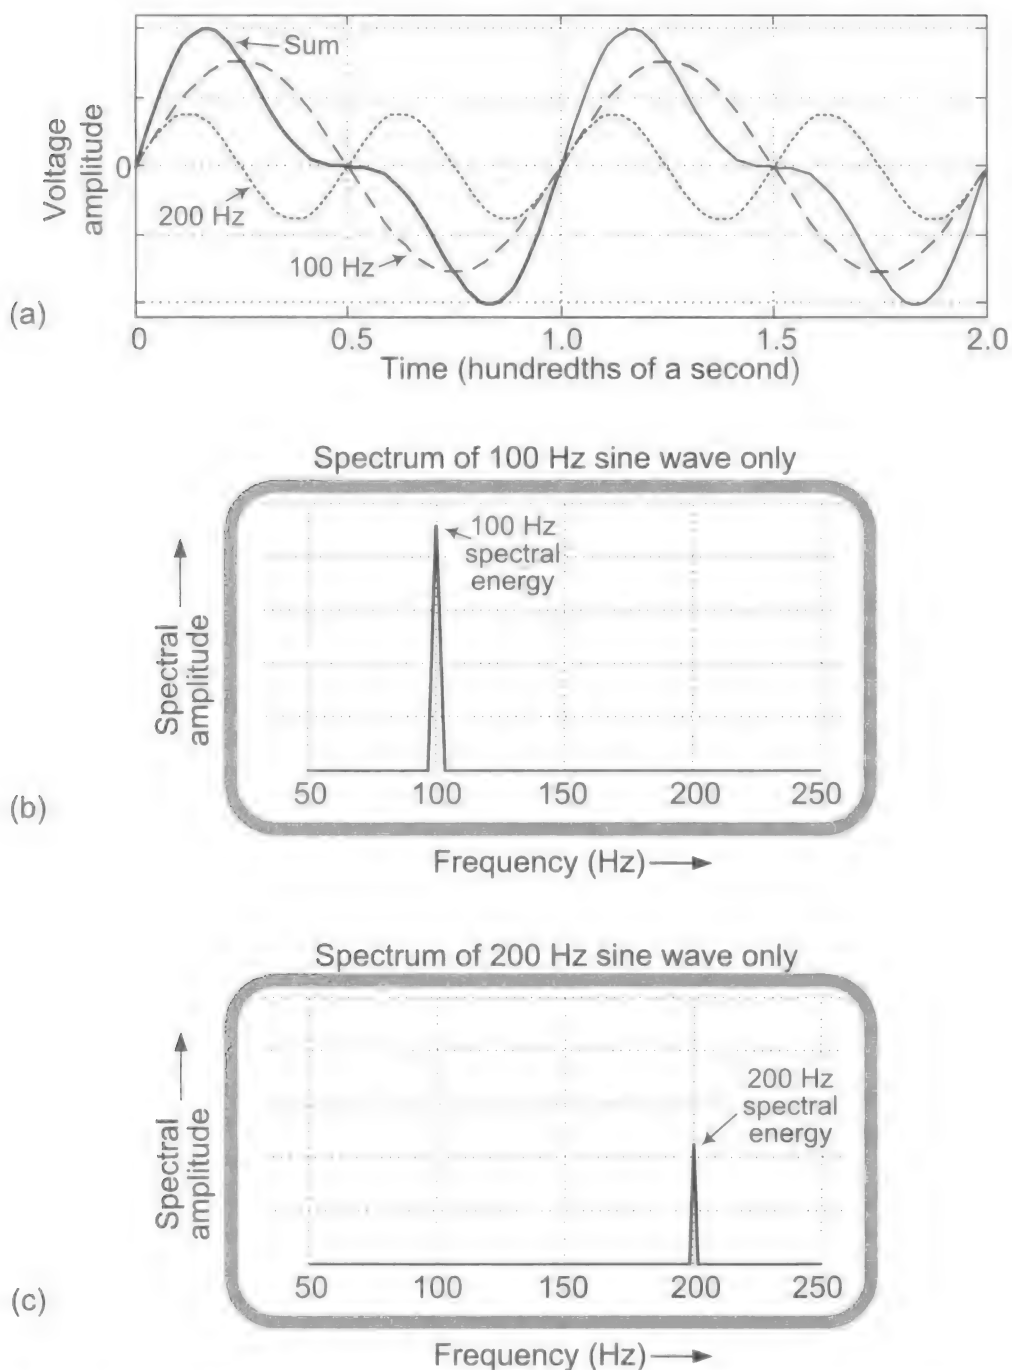 Sum
Voltage
amplitude
0
200 Hz
100 Hz
(a)
0 0.5 1.0 1.5 2.0
Time (hundredths of a second)
Spectrum of 100 Hz sine wave only
100 Hz
spectral
energy
Spectral
amplitude
50 100 150 200 250
(b)
Frequency (Hz)
Spectrum of 200 Hz sine wave only
200 Hz
spectral
energy
Spectral
amplitude
50 100 150 200 250
(c)
Frequency (Hz)